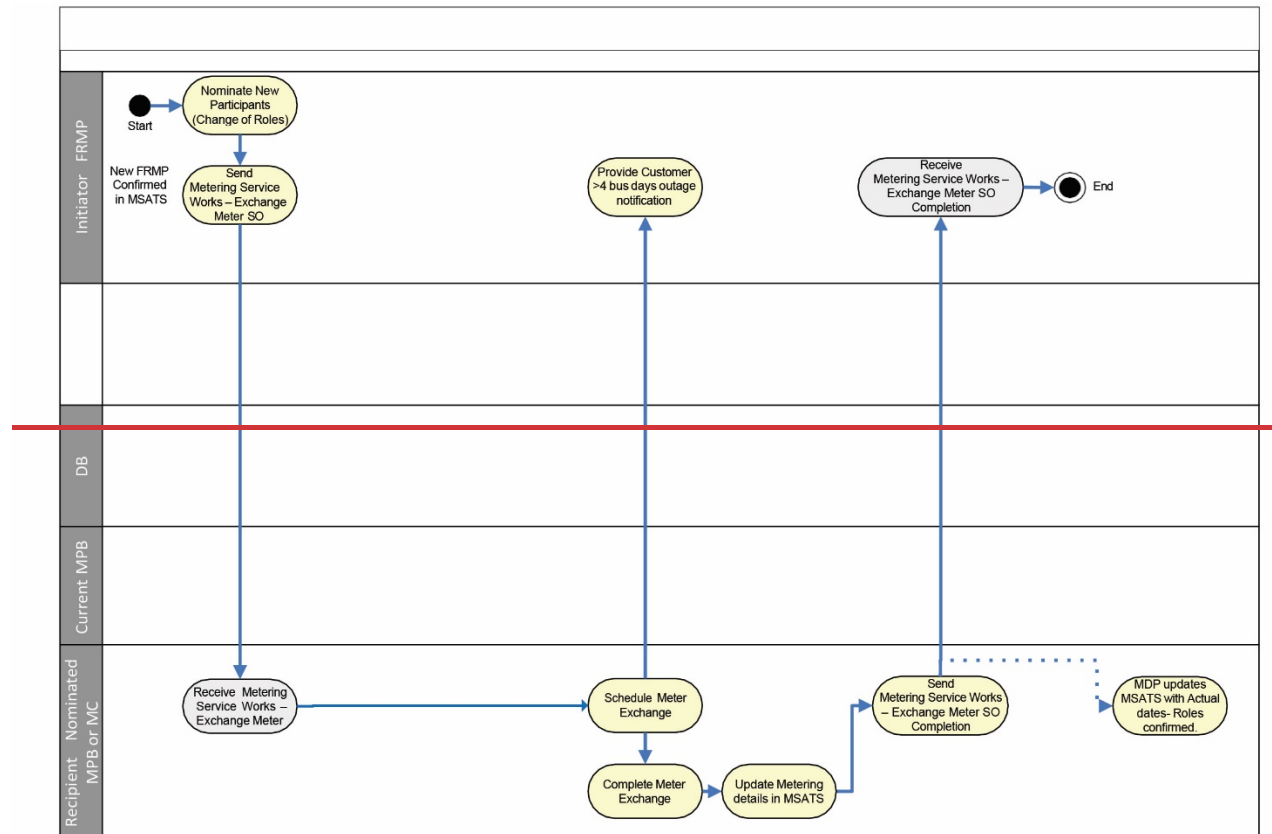 Initiator FRMP
Start
Nominate New
Participants
(Change of Roles)
New FRMP
Confirmed
in MSATS
Send
Metering Service
Works – Exchange
Meter SO
Provide Customer
>4 bus days outage
notification
Receive
Metering Service Works –
Exchange Meter SO
Completion
End
DB
Current MPB
Recipient Nominated
MPB or MC
Receive Metering
Service Works –
Exchange Meter
Schedule Meter
Exchange
Send
Metering Service Works
– Exchange Meter SO
Completion
MDP updates
MSATS with Actual
dates- Roles
confirmed.
Complete Meter
Exchange
Update Metering
details in MSATS